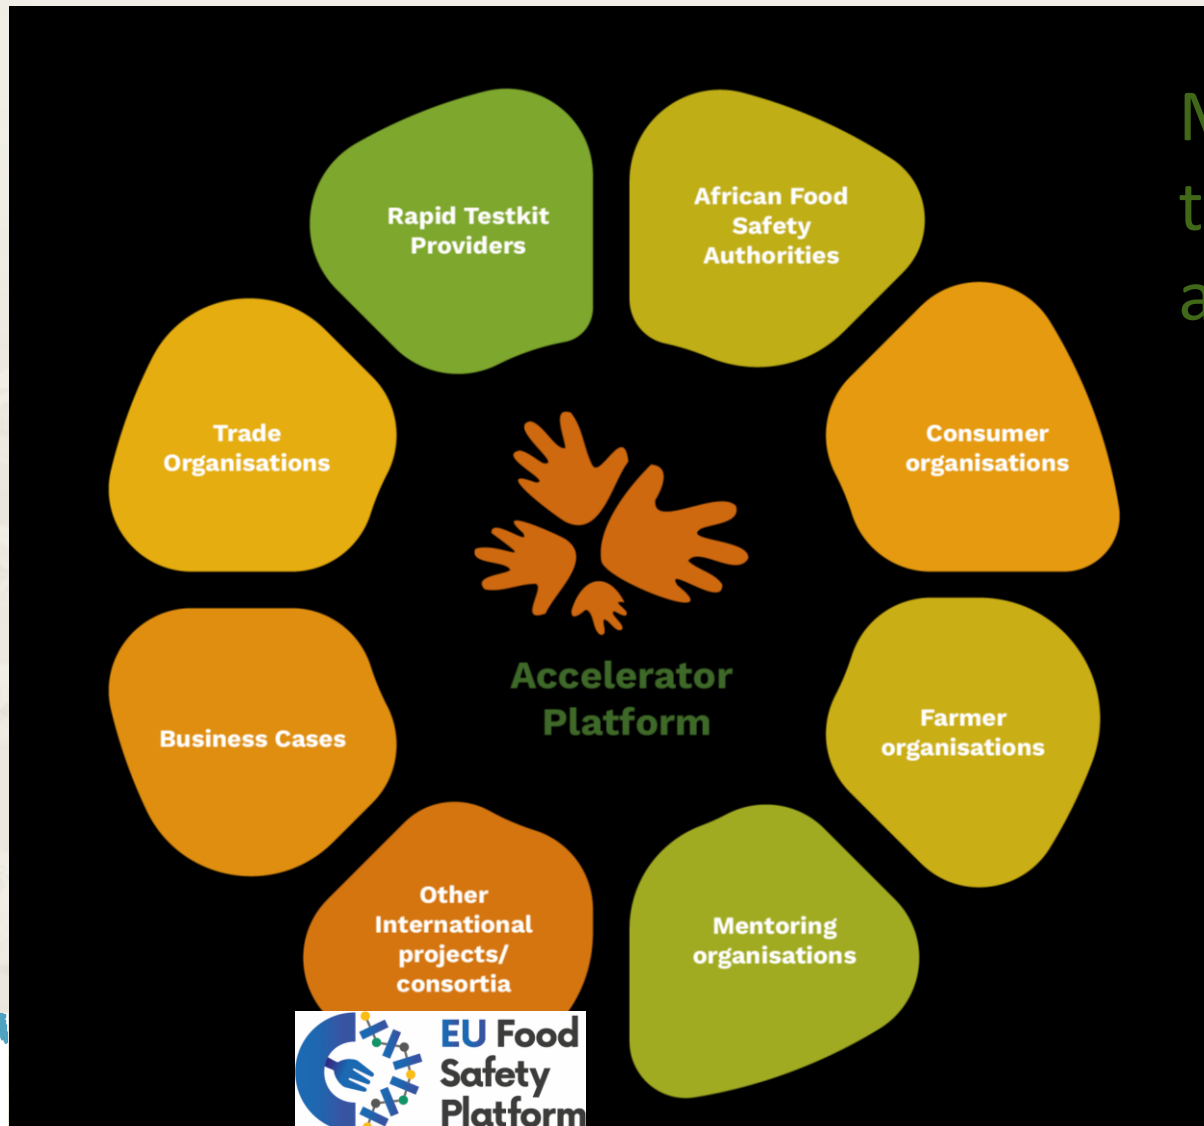 Rapid Testkit
Providers
African Food
Safety
Authorities
Trade
Organisations
Consumer
organisations
Accelerator
Platform
Business Cases
Farmer
organisations
Other
International
projects/
consortia
Mentoring
organisations
EU Food
Safety
Platform